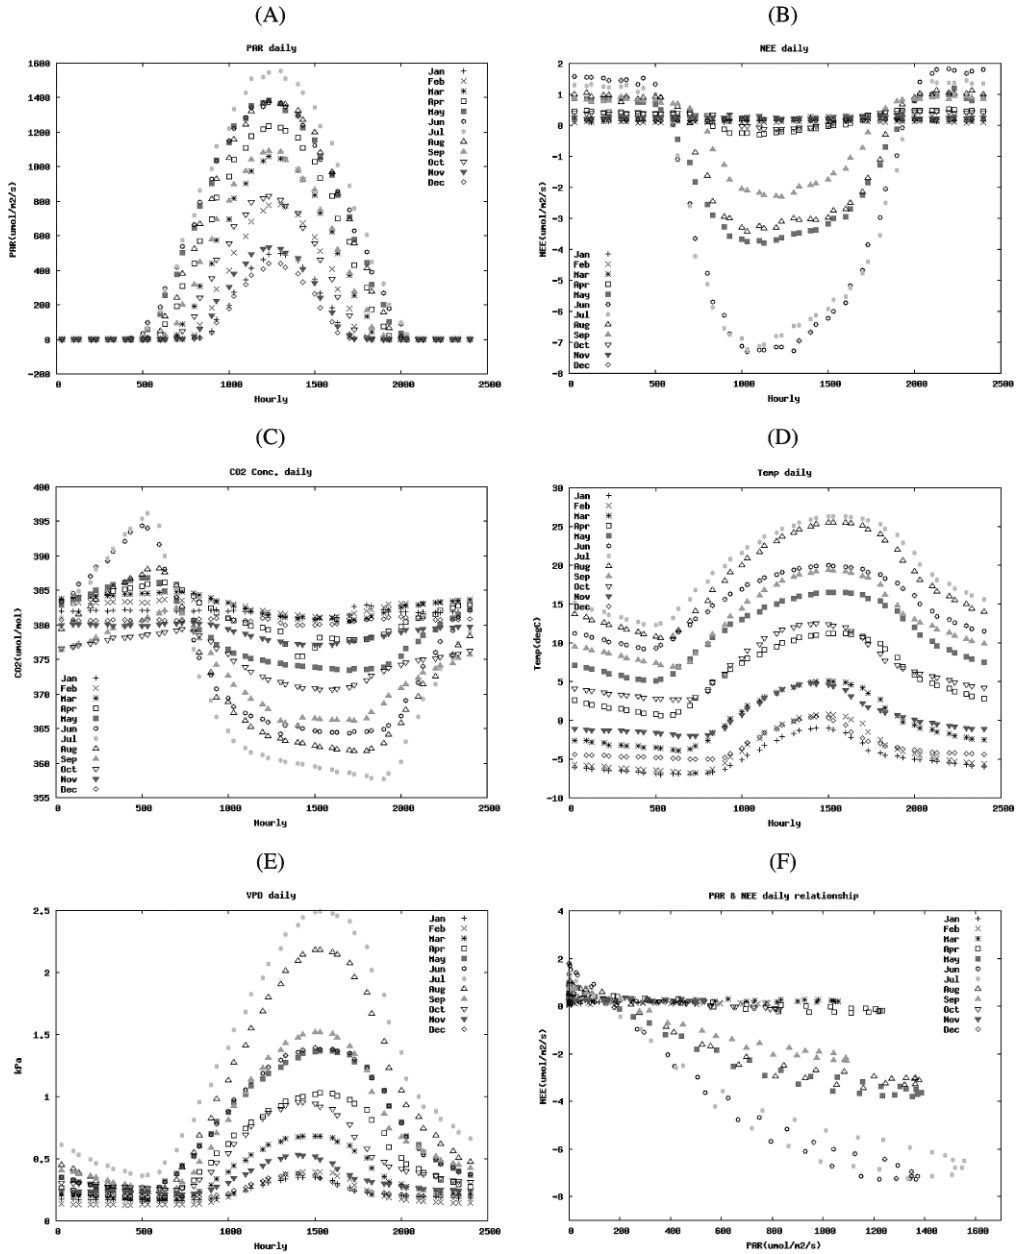 (A)
PAR daily
1600
1400
1200
1000
800
600
400
200
0
-200
PAR(umol/m2/s)
Jan
Feb
Mar
Apr
May
Jun
Jul
Aug
Sep
Oct
Nov
Dec
0 500 1000 1500 2000 2500
Hourly
(B)
NEE daily
2
1
0
-1
-2
-3
-4
-5
-6
-7
-8
NEE(umol/m2/s)
Jan
Feb
Mar
Apr
May
Jun
Jul
Aug
Sep
Oct
Nov
Dec
0 500 1000 1500 2000 2500
Hourly
(C)
CO2 Conc. daily
400
395
390
385
380
375
370
365
360
355
CO2(umol/mol)
Jan
Feb
Mar
Apr
May
Jun
Jul
Aug
Sep
Oct
Nov
Dec
0 500 1000 1500 2000 2500
Hourly
(D)
Temp daily
30
25
20
15
10
5
0
-5
-10
Temp(degC)
Jan
Feb
Mar
Apr
May
Jun
Jul
Aug
Sep
Oct
Nov
Dec
0 500 1000 1500 2000 2500
Hourly
(E)
VPD daily
2.5
2
1.5
1
0.5
0
kPa
Jan
Feb
Mar
Apr
May
Jun
Jul
Aug
Sep
Oct
Nov
Dec
0 500 1000 1500 2000 2500
Hourly
(F)
PAR & NEE daily relationship
4
2
0
-2
-4
-6
-8
NEE(umol/m2/s)
Jan
Feb
Mar
Apr
May
Jun
Jul
Aug
Sep
Oct
Nov
Dec
0 200 400 600 800 1000 1200 1400 1600
PAR(umol/m2/s)